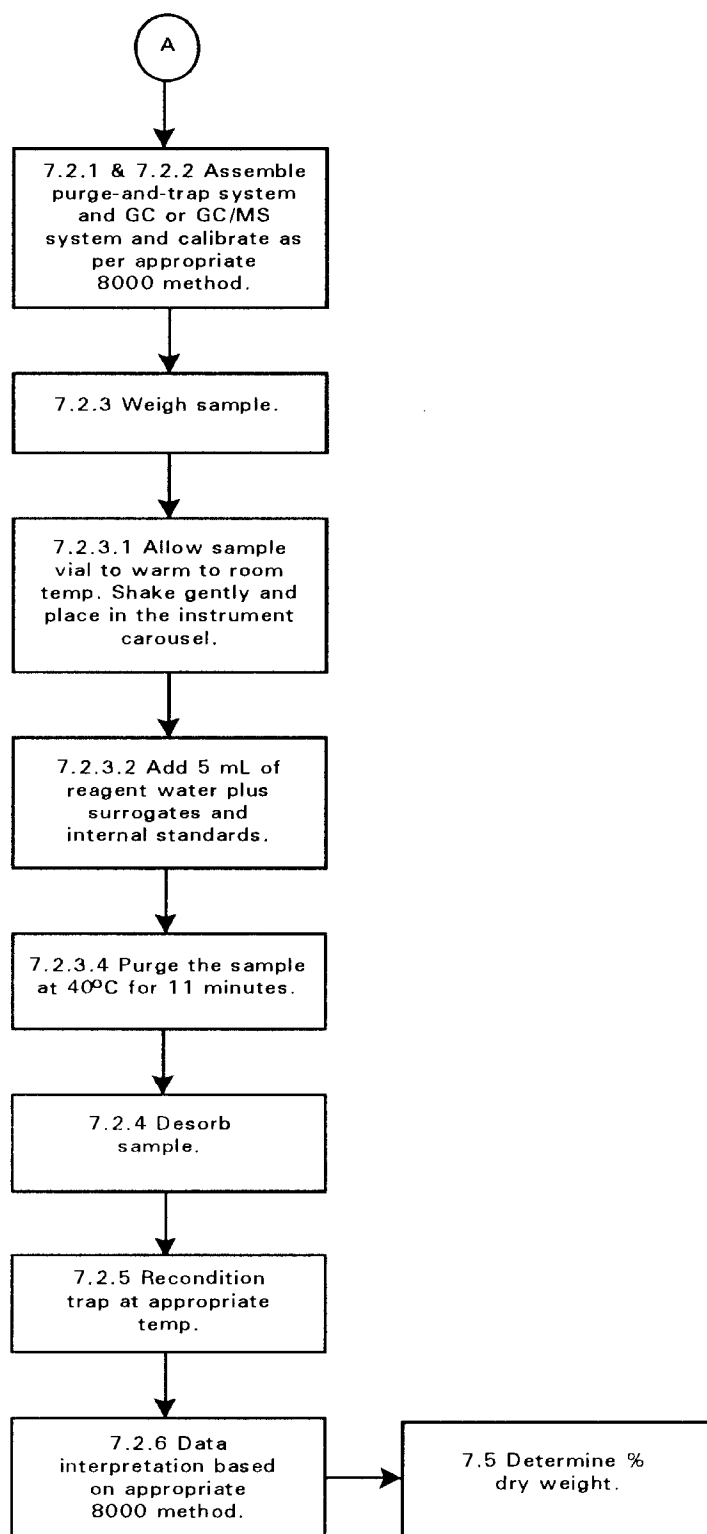 A
7.2.1 & 7.2.2 Assemble
purge-and-trap system
and GC or GC/MS
system and calibrate as
per appropriate
8000 method.
7.2.3 Weigh sample.
7.2.3.1 Allow sample
vial to warm to room
temp. Shake gently and
place in the instrument
carousel.
7.2.3.2 Add 5 mL of
reagent water plus
surrogates and
internal standards.
7.2.3.4 Purge the sample
at 40ºC for 11 minutes.
7.2.4 Desorb
sample.
7.2.5 Recondition
trap at appropriate
temp.
7.2.6 Data
interpretation based
on appropriate
8000 method.
7.5 Determine %
dry weight.